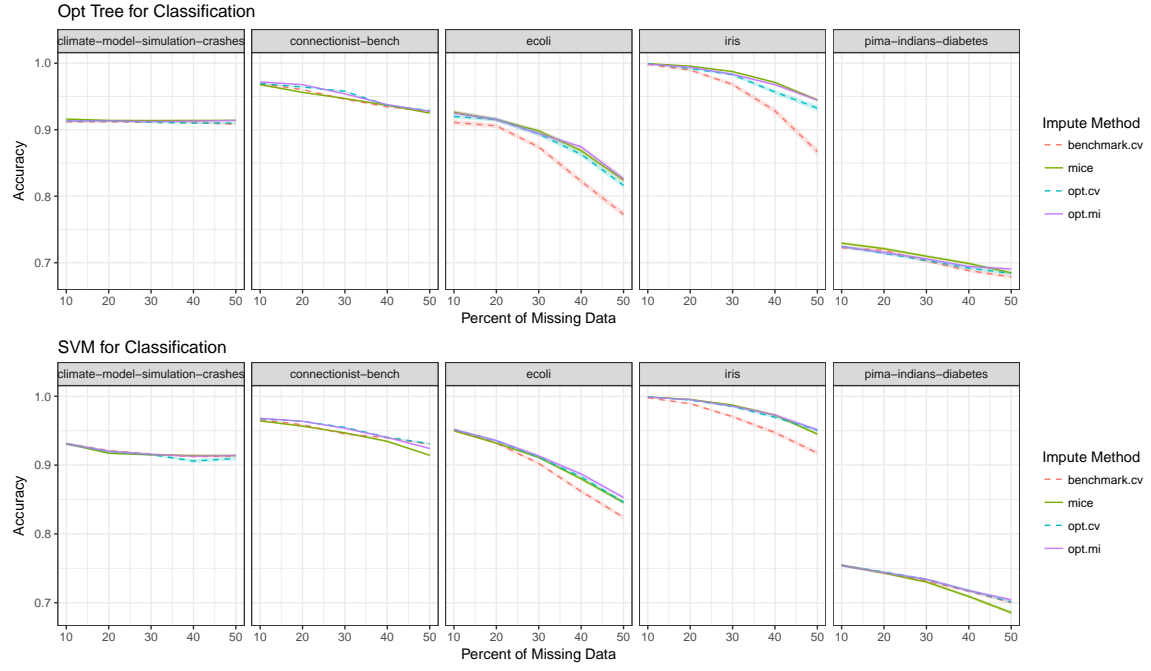 Opt Tree for Classification
climate−model−simulation−crashes connectionist−bench ecoli iris pima−indians−diabetes
1.0
0.9
0.8
0.7
Accuracy
10 20 30 40 50 10 20 30 40 50 10 20 30 40 50 10 20 30 40 50 10 20 30 40 50
Percent of Missing Data
Impute Method
benchmark.cv
mice
opt.cv
opt.mi
SVM for Classification
climate−model−simulation−crashes connectionist−bench ecoli iris pima−indians−diabetes
1.0
0.9
0.8
0.7
Accuracy
10 20 30 40 50 10 20 30 40 50 10 20 30 40 50 10 20 30 40 50 10 20 30 40 50
Percent of Missing Data
Impute Method
benchmark.cv
mice
opt.cv
opt.mi